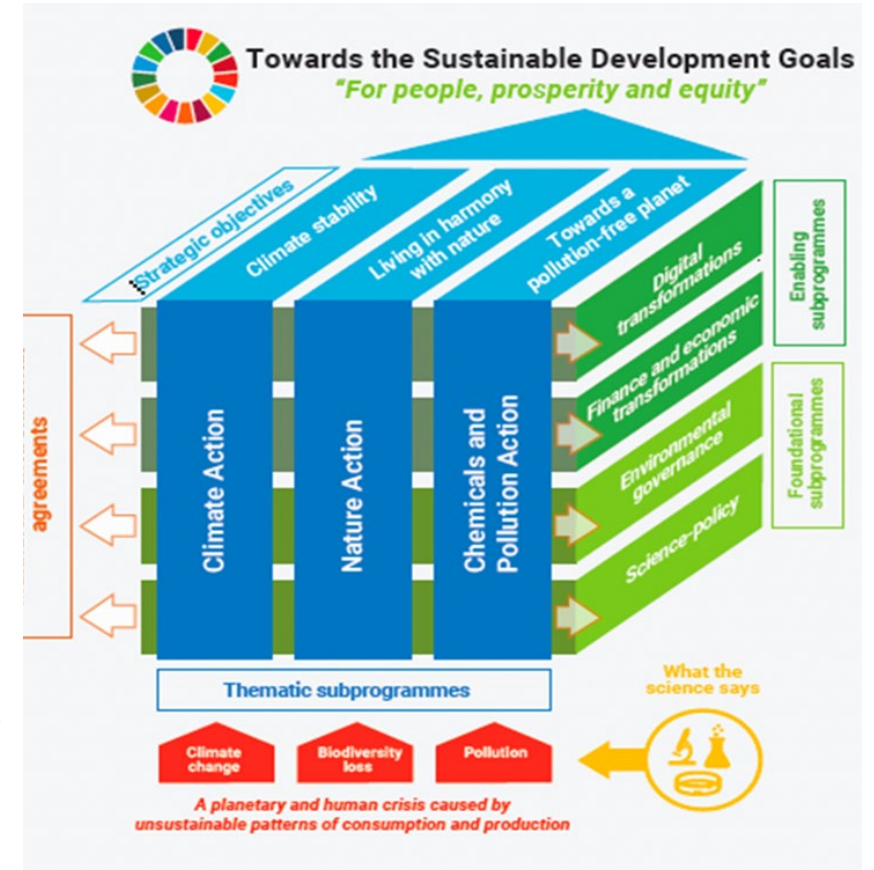 Towards the Sustainable Development Goals
“For people, prosperity and equity”
Strategic objectives
Climate stability
Living in harmony
with nature
Towards a
pollution-free planet
Digital
transformations
Finance and economic
transformations
Environmental
governance
Science-policy
Enabling
subprogrammes
Foundational
subprogrammes
agreements
Climate Action
Nature Action
Chemicals and
Pollution Action
Thematic subprogrammes
What the
science says
Climate
change
Biodiversity
loss
Pollution
A planetary and human crisis caused by
unsustainable patterns of consumption and production